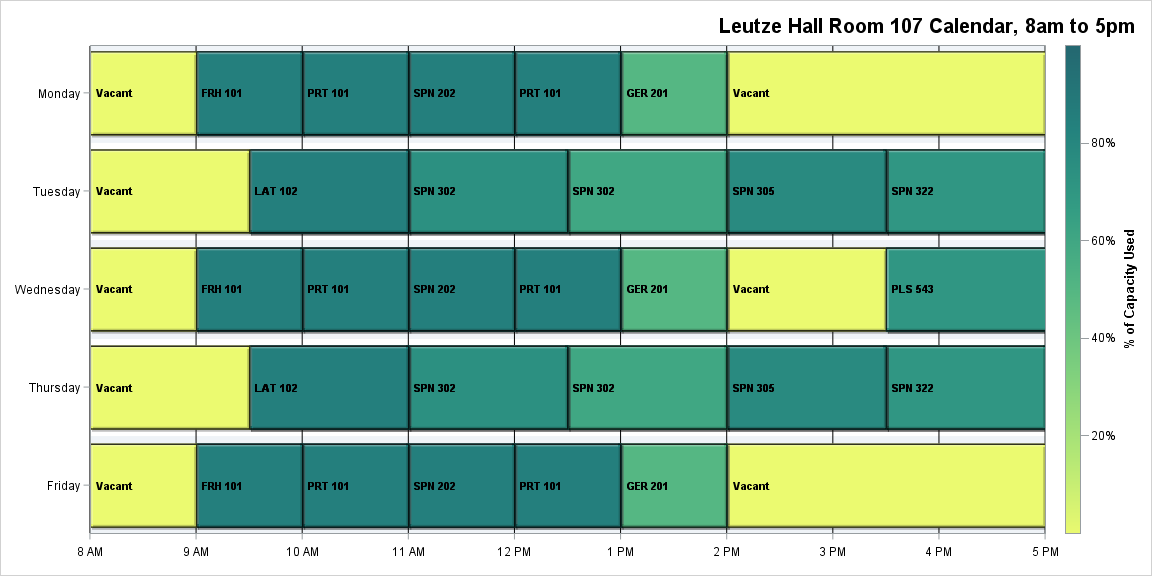 Leutze Hall Room 107 Calendar, 8am to 5pm
Monday
Vacant
FRH 101
PRT 101
SPN 202
PRT 101
GER 201
Vacant
Tuesday
Vacant
LAT 102
SPN 302
SPN 302
SPN 305
SPN 322
Wednesday
Vacant
FRH 101
PRT 101
SPN 202
PRT 101
GER 201
Vacant
PLS 543
Thursday
Vacant
LAT 102
SPN 302
SPN 302
SPN 305
SPN 322
Friday
Vacant
FRH 101
PRT 101
SPN 202
PRT 101
GER 201
Vacant
8 AM
9 AM
10 AM
11 AM
12 PM
1 PM
2 PM
3 PM
4 PM
5 PM
80%
60%
40%
20%
% of Capacity Used